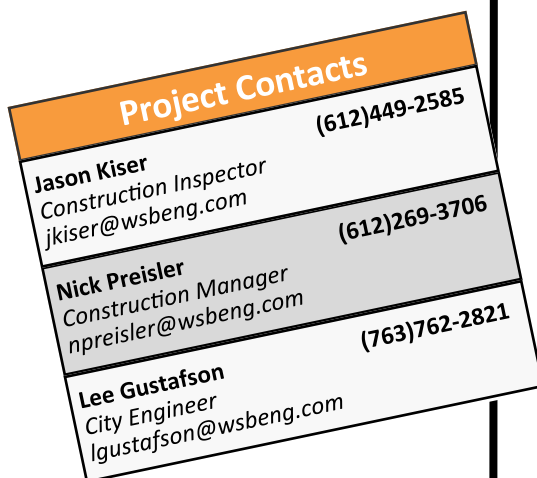 Project Contacts
Jason Kiser (612)449-2585
Construction Inspector
jkiser@wsbeng.com
Nick Preisler (612)269-3706
Construction Manager
npreisler@wsbeng.com
Lee Gustafson (763)762-2821
City Engineer
lgustafson@wsbeng.com